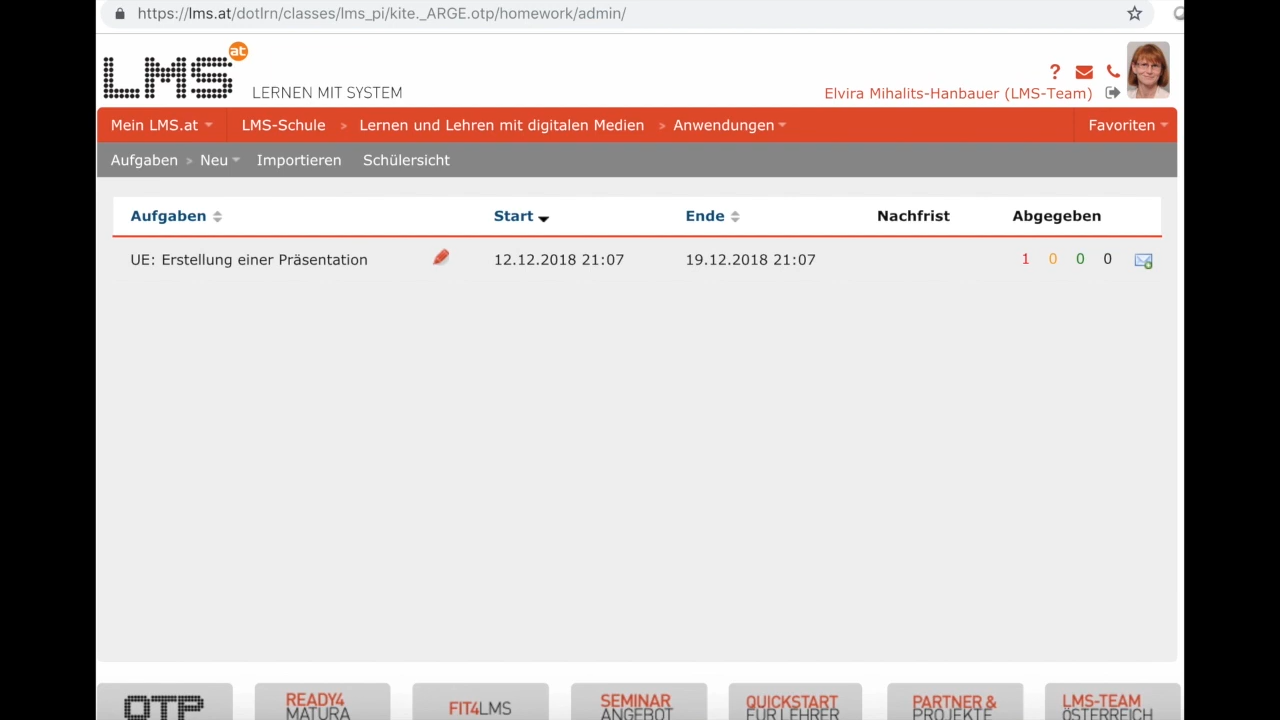 https://lms.at/dotlrn/classes/lms_pi/kite._ARGE.otp/homework/admin/
LMS at LERNEN MIT SYSTEM
Elvira Mihalits-Hanbauer (LMS-Team)
Mein LMS.at LMS-Schule > Lernen und Lehren mit digitalen Medien > Anwendungen Favoriten
Aufgaben > Neu Importieren Schülersicht
Aufgaben Start Ende Nachfrist Abgegeben
UE: Erstellung einer Präsentation 12.12.2018 21:07 19.12.2018 21:07 1 0 0 0
OTP READY4 MATURA FIT4LMS SEMINAR ANGEBOT QUICKSTART FÜR LEHRER PARTNER & PROJEKTE LMS-TEAM ÖSTERREICH